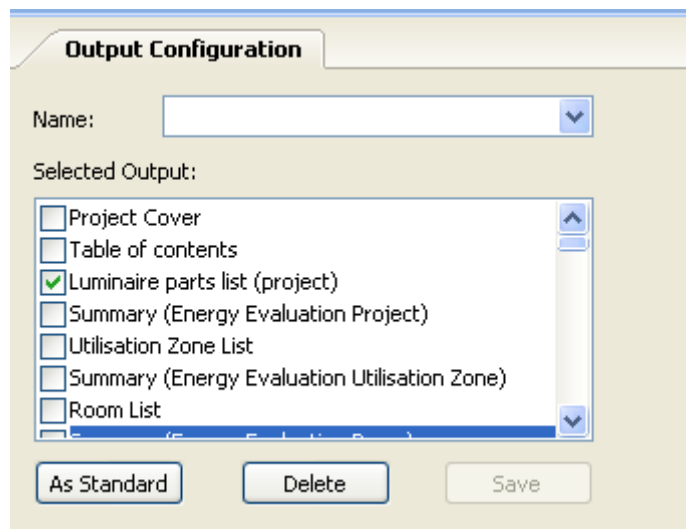 Output Configuration
Name:
Selected Output:
Project Cover
Table of contents
Luminaire parts list (project)
Summary (Energy Evaluation Project)
Utilisation Zone List
Summary (Energy Evaluation Utilisation Zone)
Room List
As Standard Delete Save